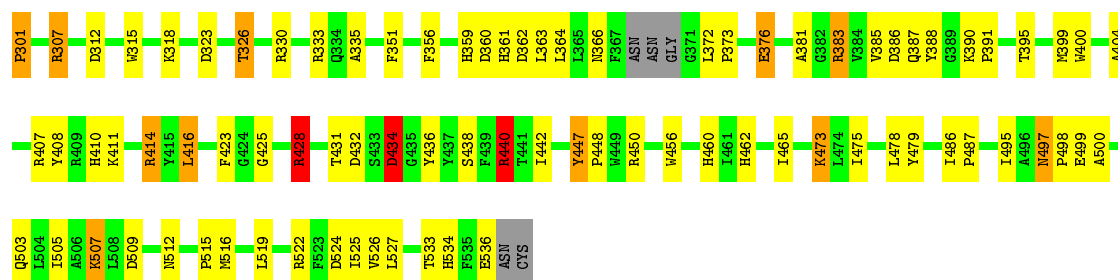 P301 R307 D312 W315 K318 D323 T326 R330 R333 Q334 A335 F351 F356 H359 D360 H361 D362 L363 L364 L365 N366 F367 ASN ASN GLY G371 L372 P373 E376 A381 G382 R383 V384 V385 D386 Q387 Y388 G389 K390 P391 T395 M399 W400 A404
R407 Y408 R409 H410 K411 R414 Y415 L416 F423 G424 G425 R428 T431 D432 S433 D434 G435 Y436 Y437 S438 F439 R440 T441 I442 Y447 P448 W449 R450 W456 H460 I461 H462 I465 K473 L474 I475 L478 Y479 I486 P487 I495 A496 N497 P498 E499 A500
Q503 L504 I505 A506 K507 L508 D509 N512 P515 M516 L519 R522 F523 D524 I525 V526 L527 T533 H534 F535 E536 ASN CYS